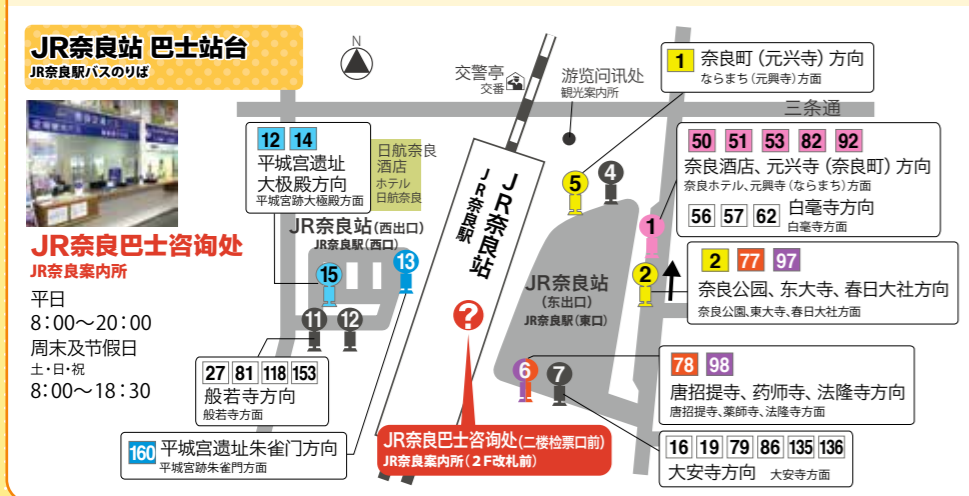 JR奈良站 巴士站台
JR奈良駅バスのりば
JR奈良巴士咨询处
JR奈良案内所
平日
8:00～20:00
周末及节假日
土・日・祝
8:00～18:30
N
交警亭
交番
游览问讯处
観光案内所
三条通
1 奈良町（元兴寺）方向
ならまち（元興寺）方面
12 14
平城宫遗址
大极殿方向
平城宮跡大極殿方面
日航奈良
酒店
ホテル
日航奈良
JR奈良站(西出口)
JR奈良駅(西口)
13
15
11 12
27 81 118 153
般若寺方向
般若寺方面
160 平城宫遗址朱雀门方向
平城宮跡朱雀門方面
JR奈良站
JR奈良駅
?
JR奈良巴士咨询处(二楼检票口前)
JR奈良案内所(2F改札前)
5 4
1
2
JR奈良站
(东出口)
JR奈良駅(東口)
6 7
50 51 53 82 92
奈良酒店、元兴寺（奈良町）方向
奈良ホテル、元興寺（ならまち）方面
56 57 62 白毫寺方向
白毫寺方面
2 77 97
奈良公园、东大寺、春日大社方向
奈良公園、東大寺、春日大社方面
78 98
唐招提寺、药师寺、法隆寺方向
唐招提寺、薬師寺、法隆寺方面
16 19 79 86 135 136
大安寺方向 大安寺方面